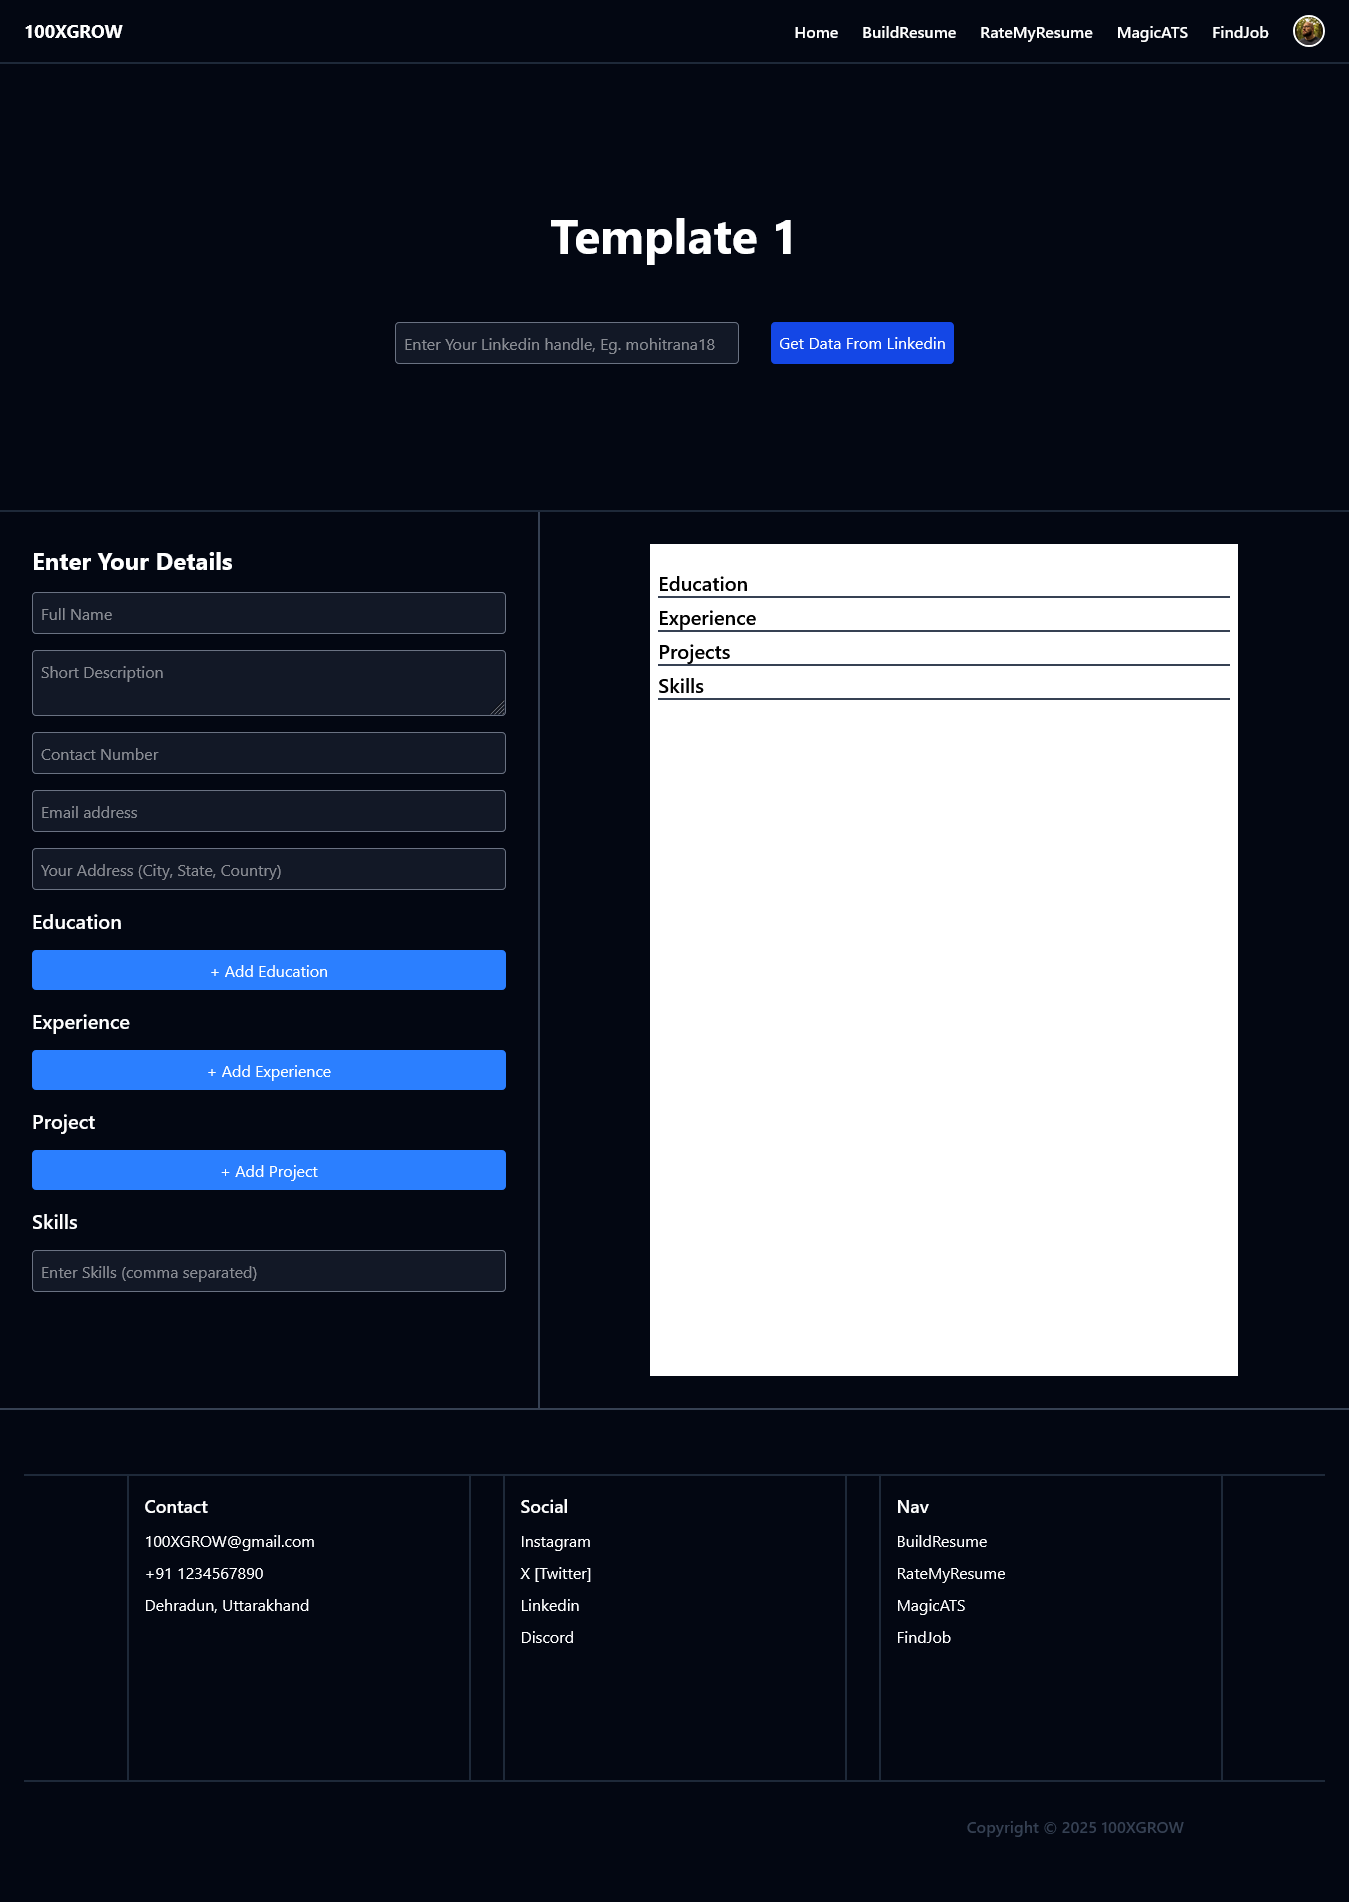 100XGROW
Home BuildResume RateMyResume MagicATS FindJob
Template 1
Enter Your Linkedin handle, Eg. mohitrana18
Get Data From Linkedin
Enter Your Details
Full Name
Short Description
Contact Number
Email address
Your Address (City, State, Country)
Education
+ Add Education
Experience
+ Add Experience
Project
+ Add Project
Skills
Enter Skills (comma separated)
Education
Experience
Projects
Skills
Contact
100XGROW@gmail.com
+91 1234567890
Dehradun, Uttarakhand
Social
Instagram
X [Twitter]
Linkedin
Discord
Nav
BuildResume
RateMyResume
MagicATS
FindJob
Copyright © 2025 100XGROW